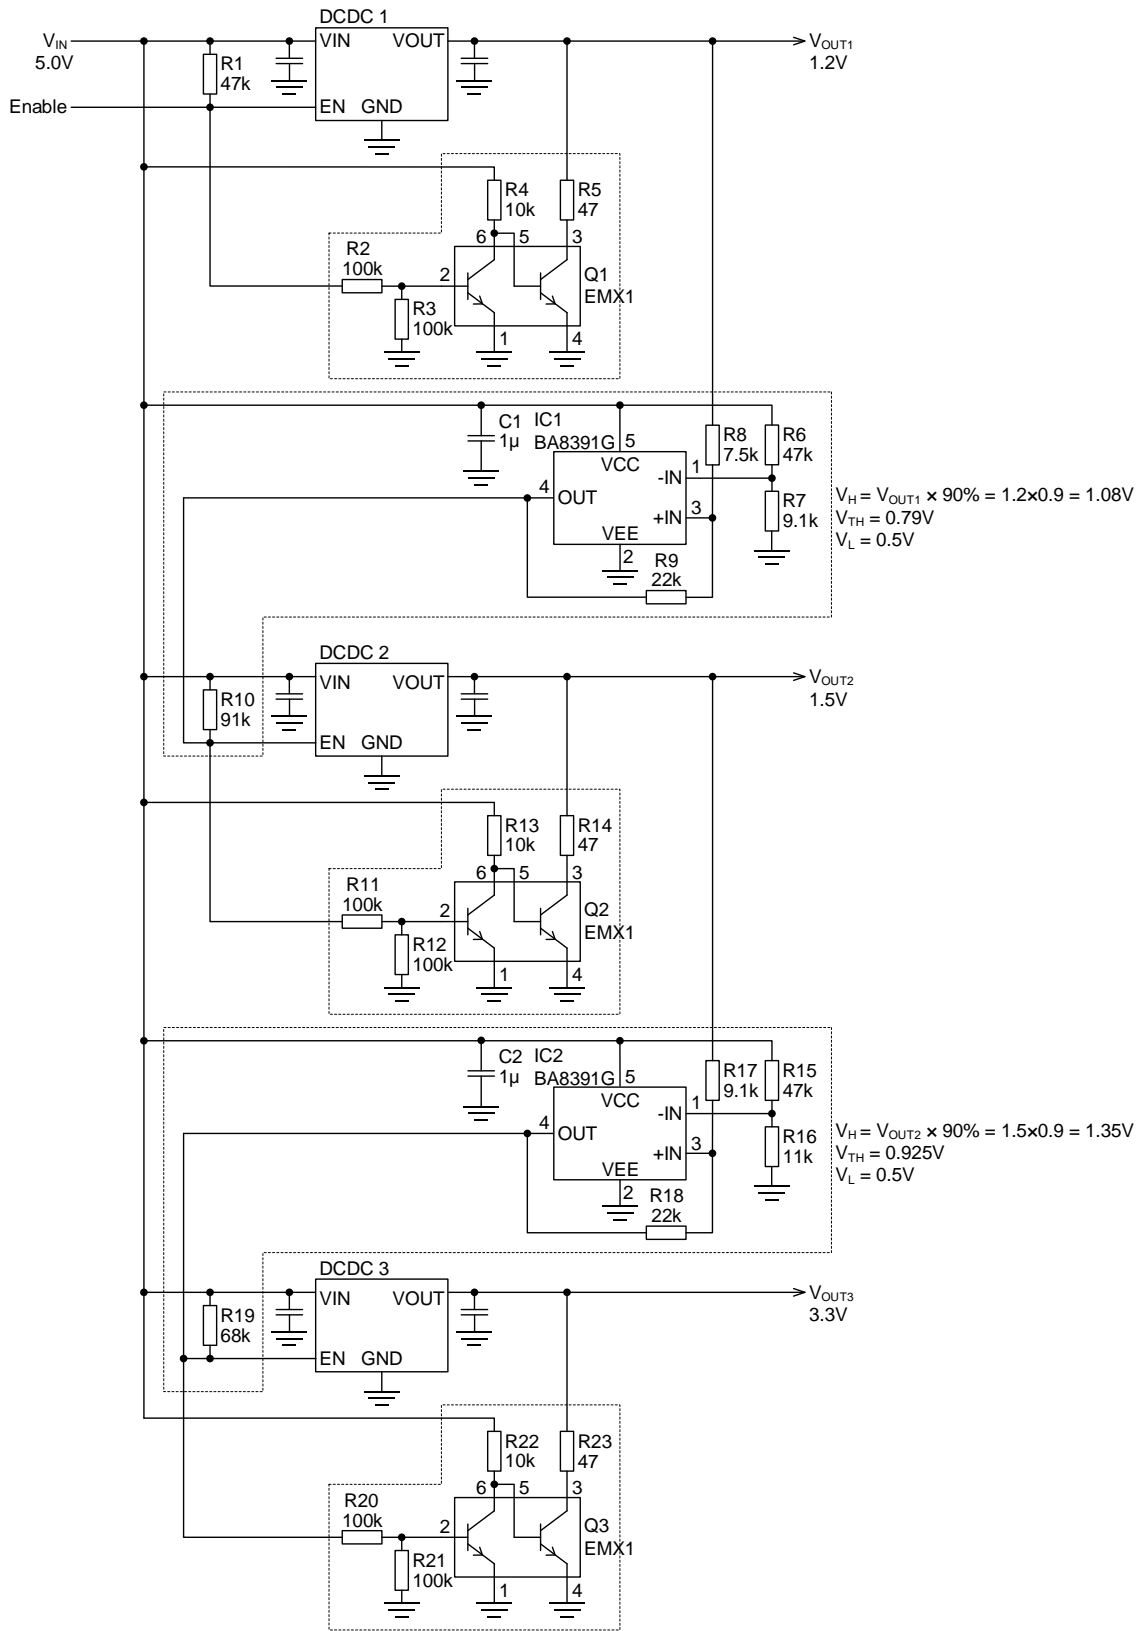 DCDC 1
VIN
5.0V
VIN
VOUT
VOUT1
1.2V
R1
47k
Enable
EN
GND
R4
10k
R5
47
6
5
3
R2
100k
2
Q1
EMX1
R3
100k
1
4
C1
1μ
IC1
BA8391G
5
R8
7.5k
R6
47k
VCC
1
-IN
4
OUT
R7
9.1k
3
+IN
VEE
2
R9
22k
VH = VOUT1 × 90% = 1.2×0.9 = 1.08V
VTH = 0.79V
VL = 0.5V
DCDC 2
VIN
VOUT
VOUT2
1.5V
R10
91k
EN
GND
R13
10k
R14
47
6
5
3
R11
100k
2
Q2
EMX1
R12
100k
1
4
C2
1μ
IC2
BA8391G
5
R17
9.1k
R15
47k
VCC
1
-IN
4
OUT
R16
11k
3
+IN
VEE
2
R18
22k
VH = VOUT2 × 90% = 1.5×0.9 = 1.35V
VTH = 0.925V
VL = 0.5V
DCDC 3
VIN
VOUT
VOUT3
3.3V
R19
68k
EN
GND
R22
10k
R23
47
6
5
3
R20
100k
2
Q3
EMX1
R21
100k
1
4